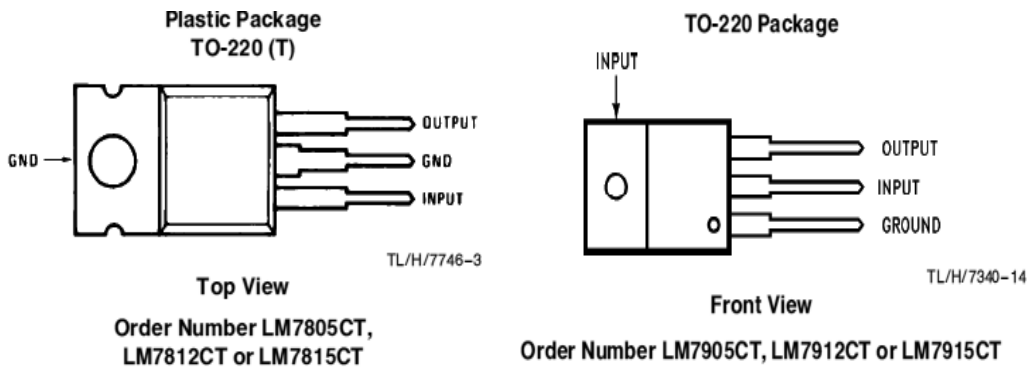 Plastic Package
TO-220 (T)
GND
OUTPUT
GND
INPUT
TL/H/7746–3
Top View
Order Number LM7805CT,
LM7812CT or LM7815CT
TO-220 Package
INPUT
OUTPUT
INPUT
GROUND
TL/H/7340–14
Front View
Order Number LM7905CT, LM7912CT or LM7915CT